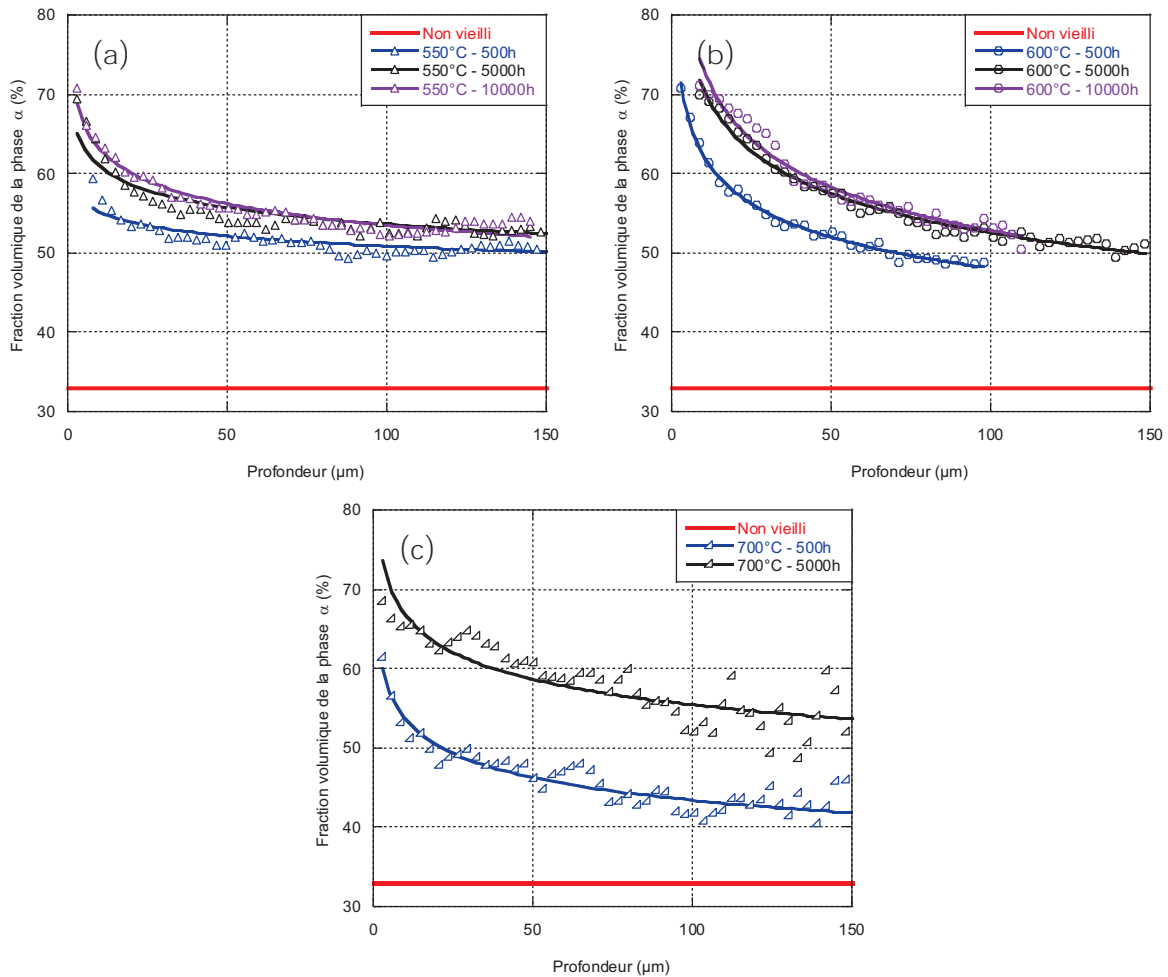 (a)
Non vieilli
550°C - 500h
550°C - 5000h
550°C - 10000h
Fraction volumique de la phase α (%)
80
70
60
50
40
30
0 50 100 150
Profondeur (µm)
(b)
Non vieilli
600°C - 500h
600°C - 5000h
600°C - 10000h
Fraction volumique de la phase α (%)
80
70
60
50
40
30
0 50 100 150
Profondeur (µm)
(c)
Non vieilli
700°C - 500h
700°C - 5000h
Fraction volumique de la phase α (%)
80
70
60
50
40
30
0 50 100 150
Profondeur (µm)